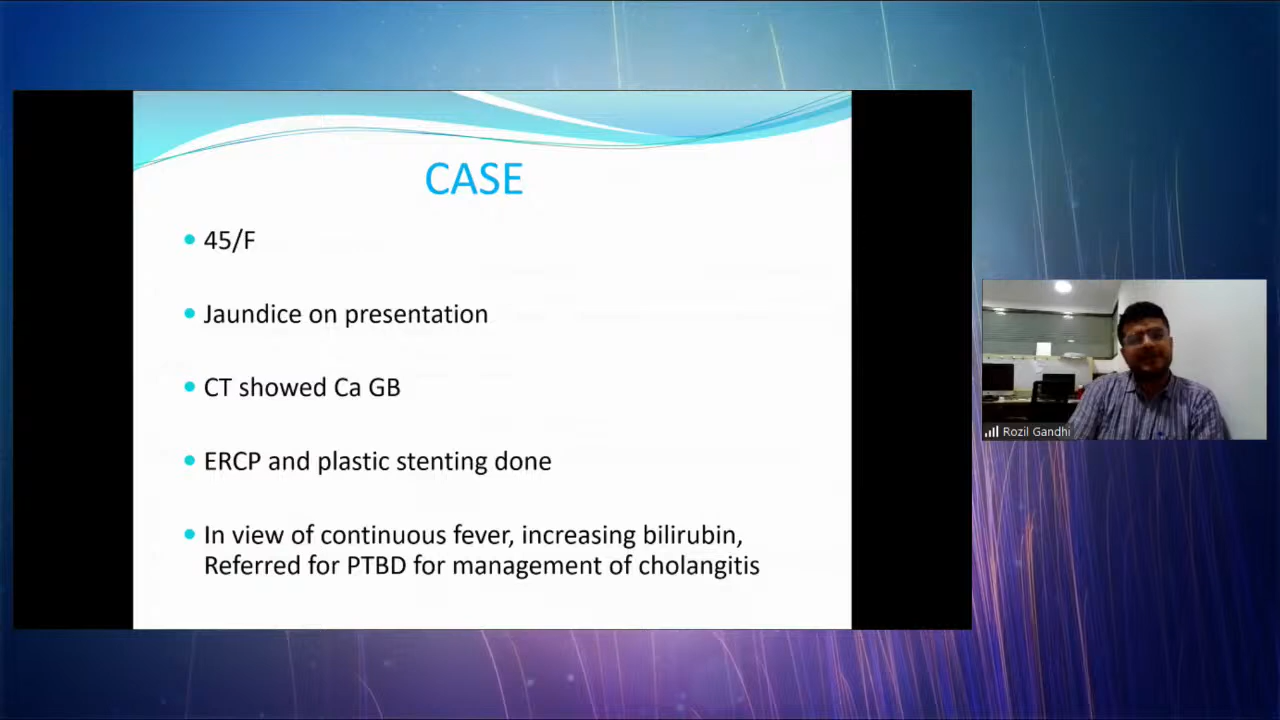 CASE
45/F
Jaundice on presentation
CT showed Ca GB
ERCP and plastic stenting done
In view of continuous fever, increasing bilirubin,
Referred for PTBD for management of cholangitis
Rozil Gandhi